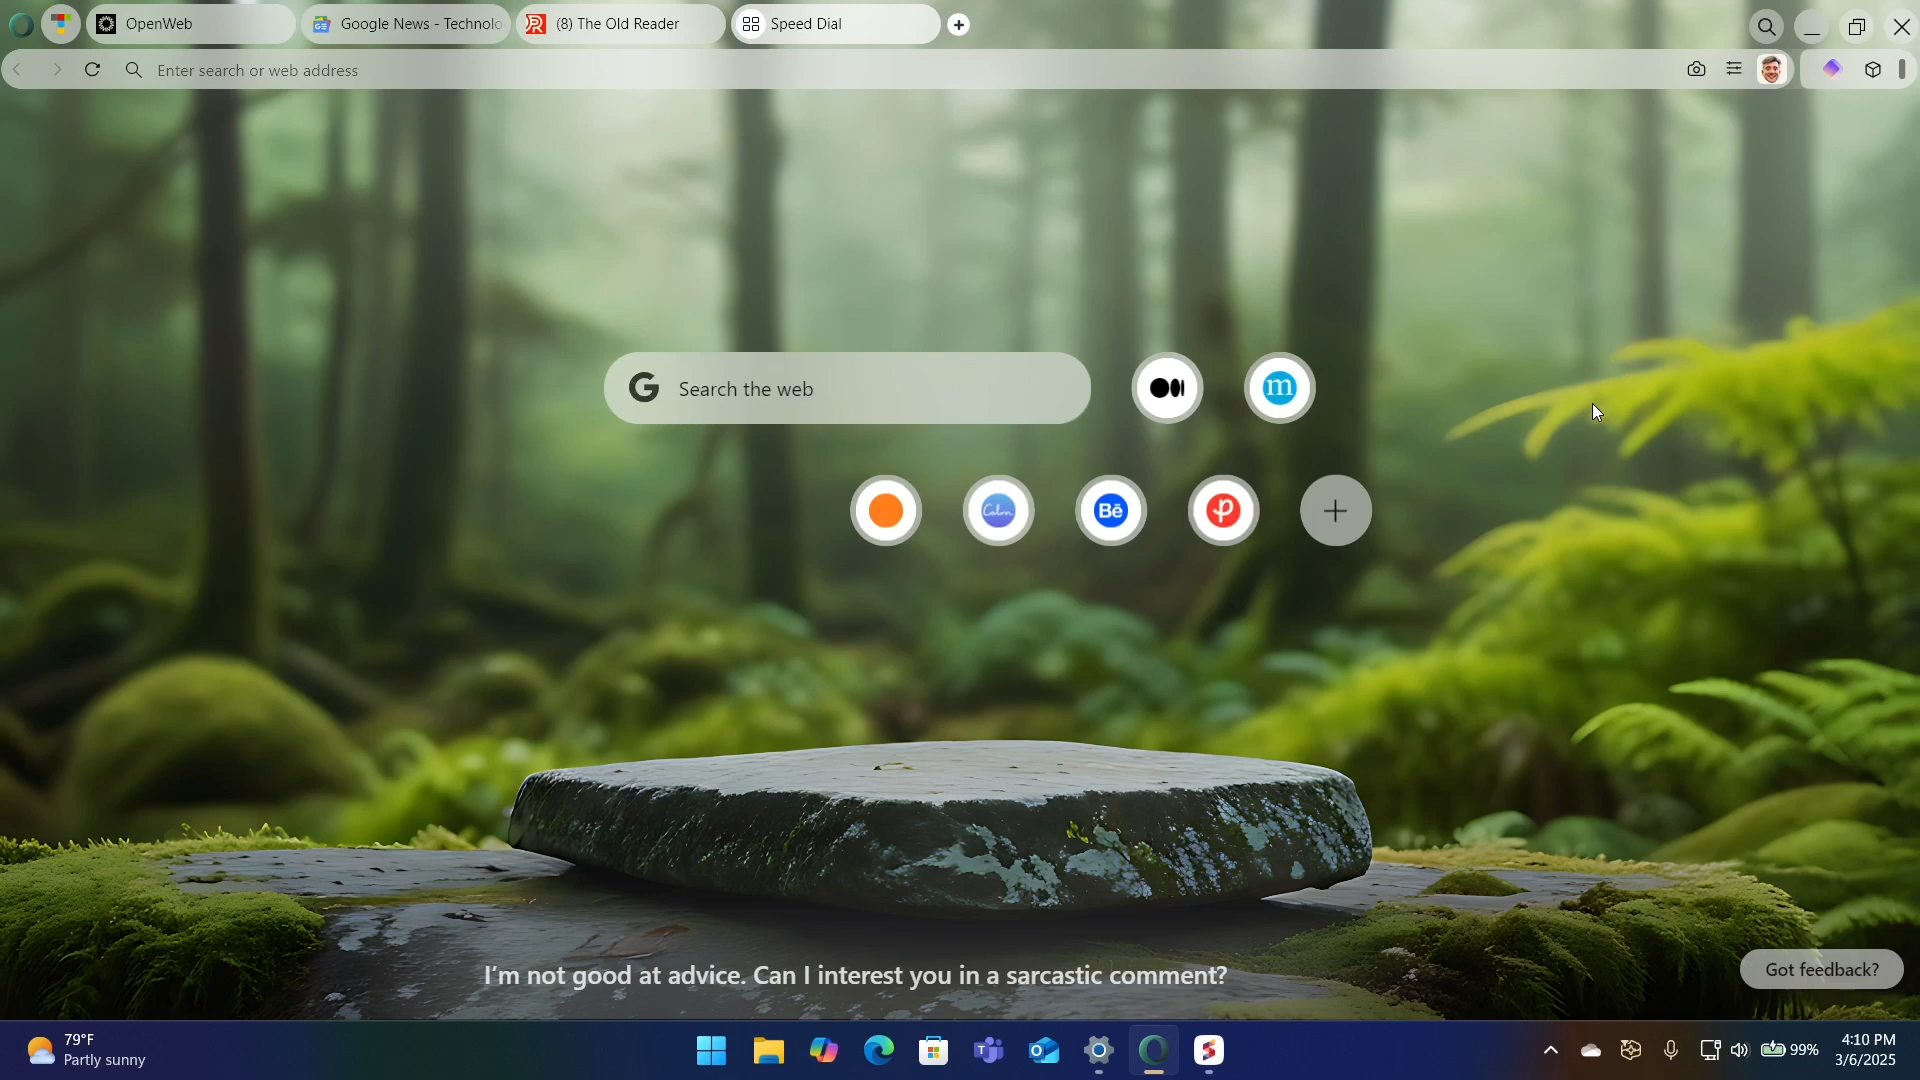 OpenWeb
Google News - Technolo
(8) The Old Reader
Speed Dial
Enter search or web address
Search the web
m
Calm
Bē
I'm not good at advice. Can I interest you in a sarcastic comment?
Got feedback?
79°F
Partly sunny
99%
4:10 PM
3/6/2025